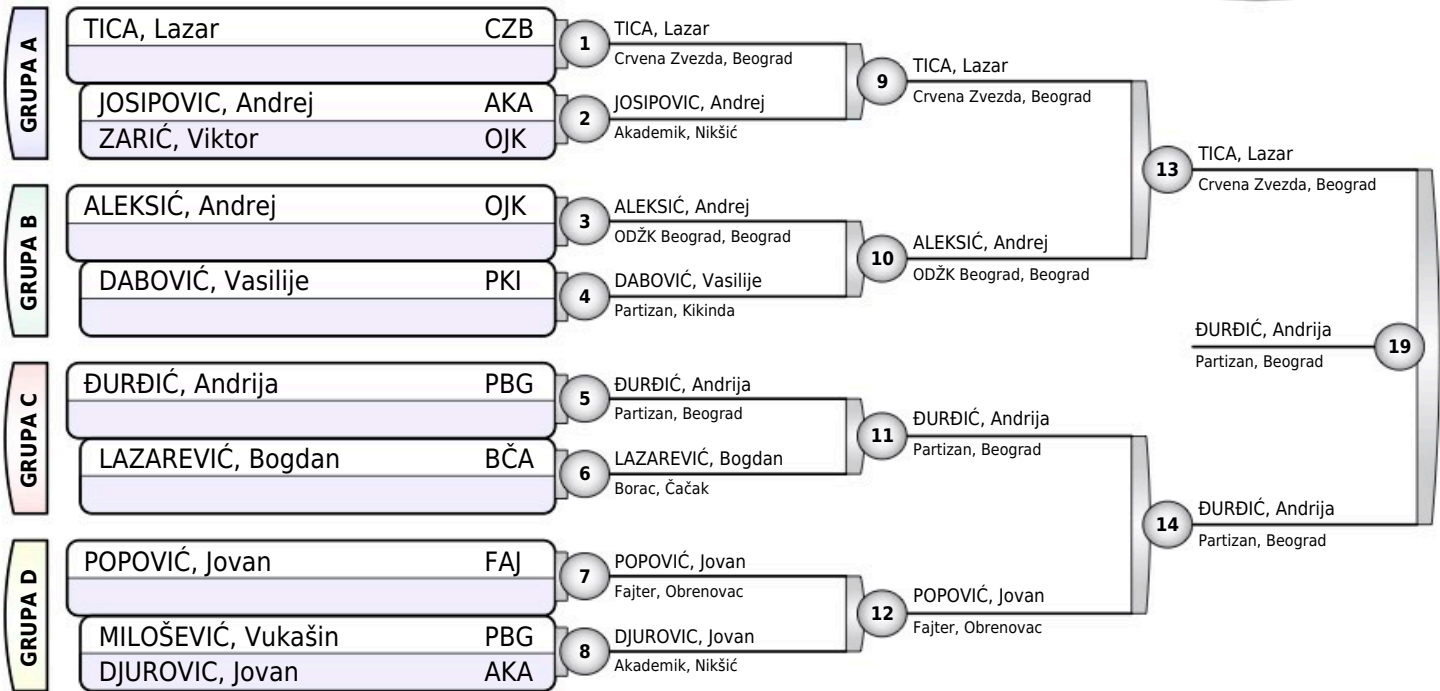 GRUPA A
TICA, Lazar CZB
JOSIPOVIC, Andrej AKA
ZARIĆ, Viktor OJK
GRUPA B
ALEKSIĆ, Andrej OJK
DABOVIĆ, Vasilije PKI
GRUPA C
ĐURĐIĆ, Andrija PBG
LAZAREVIĆ, Bogdan BČA
GRUPA D
POPOVIĆ, Jovan FAJ
MILOŠEVIĆ, Vukašin PBG
DJUROVIC, Jovan AKA
1
TICA, Lazar
Crvena Zvezda, Beograd
2
JOSIPOVIC, Andrej
Akademik, Nikšić
3
ALEKSIĆ, Andrej
ODŽK Beograd, Beograd
4
DABOVIĆ, Vasilije
Partizan, Kikinda
5
ĐURĐIĆ, Andrija
Partizan, Beograd
6
LAZAREVIĆ, Bogdan
Borac, Čačak
7
POPOVIĆ, Jovan
Fajter, Obrenovac
8
DJUROVIC, Jovan
Akademik, Nikšić
9
TICA, Lazar
Crvena Zvezda, Beograd
10
ALEKSIĆ, Andrej
ODŽK Beograd, Beograd
11
ĐURĐIĆ, Andrija
Partizan, Beograd
12
POPOVIĆ, Jovan
Fajter, Obrenovac
13
TICA, Lazar
Crvena Zvezda, Beograd
14
ĐURĐIĆ, Andrija
Partizan, Beograd
ĐURĐIĆ, Andrija
Partizan, Beograd
19